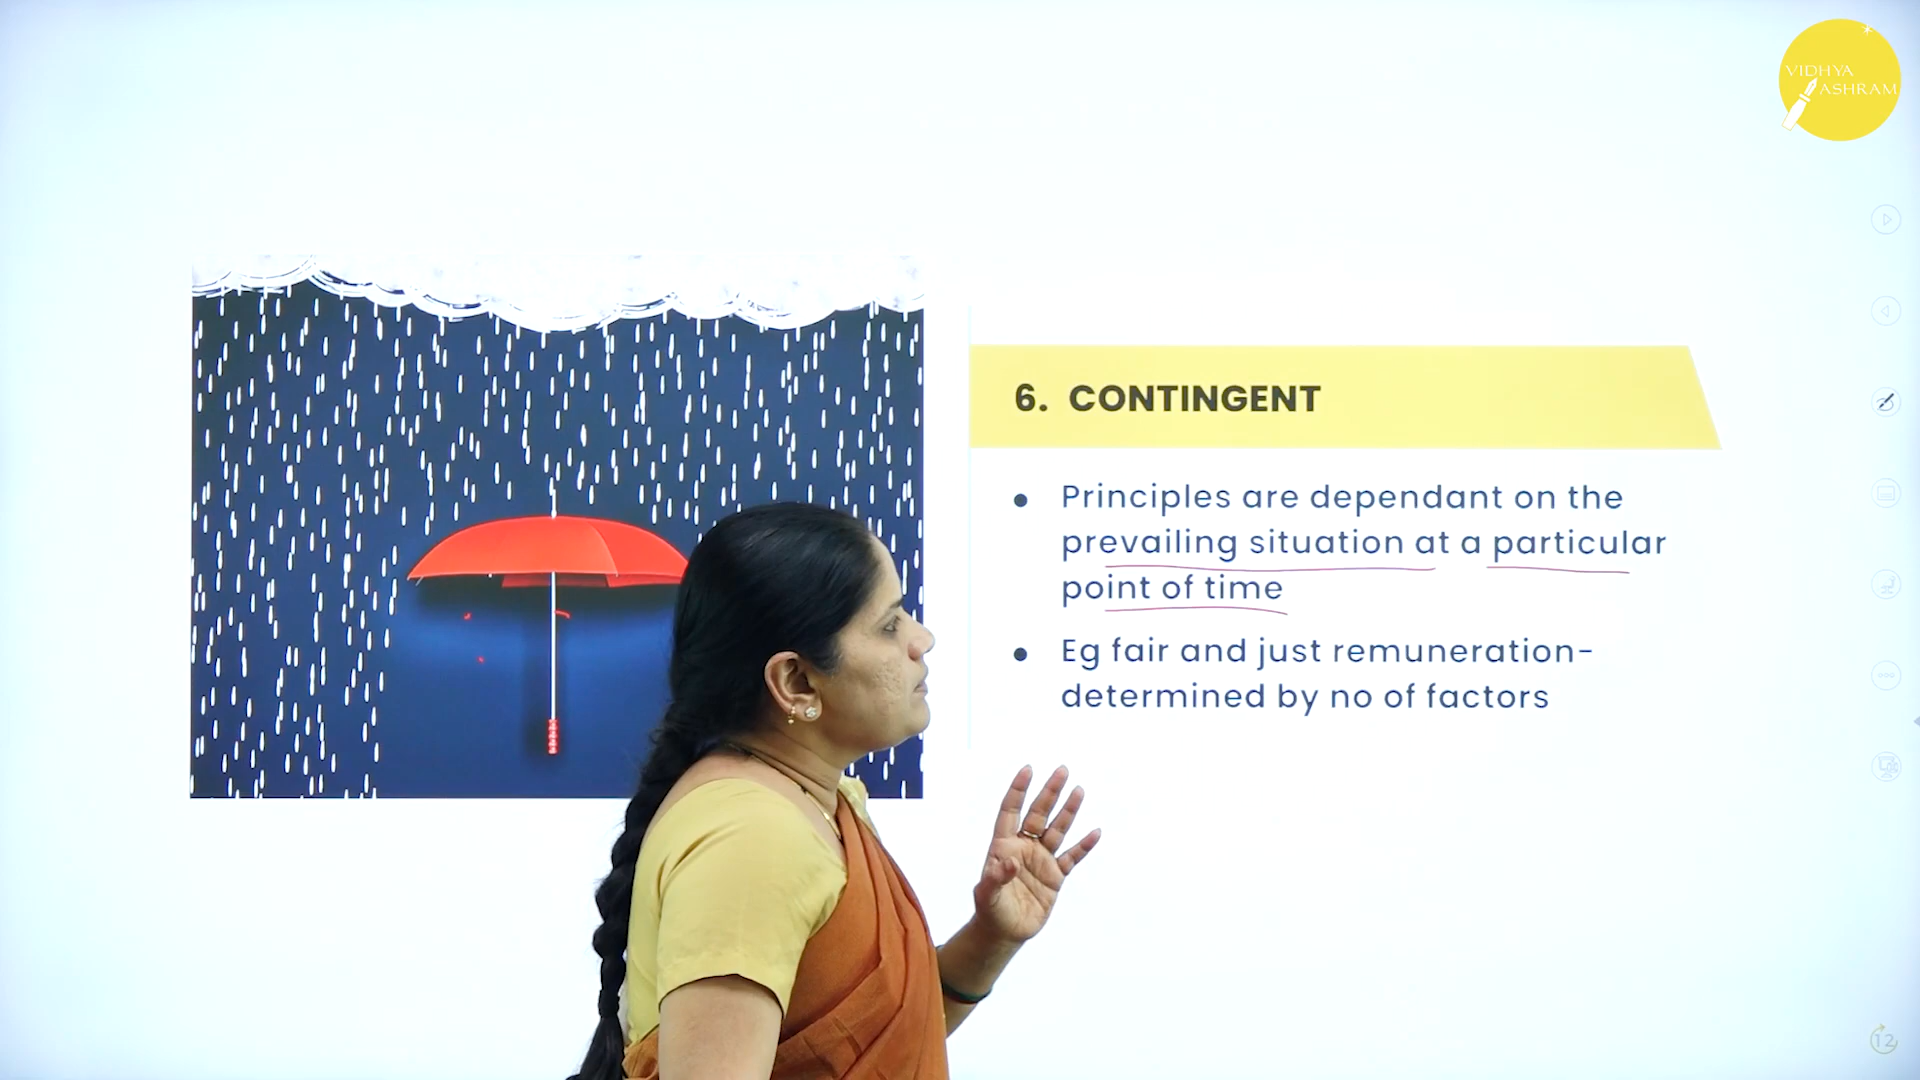 VIDHYA
ASHRAM
6. CONTINGENT
• Principles are dependant on the
prevailing situation at a particular
point of time
• Eg fair and just remuneration-
determined by no of factors
12